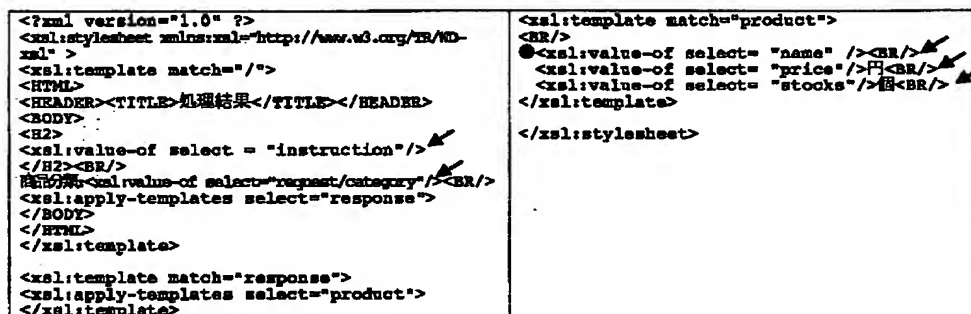 <?xml version="1.0" ?>
<xsl:stylesheet xmlns:xsl="http://www.w3.org/TR/WD-
xsl" >
<xsl:template match="/">
<HTML>
<HEADER><TITLE>処理結果</TITLE></HEADER>
<BODY>
<H2>
<xsl:value-of select = "instruction"/>
</H2><BR/>
商品分類<xsl:value-of select="request/category"/><BR/>
<xsl:apply-templates select="response">
</BODY>
</HTML>
</xsl:template>
<xsl:template match="response">
<xsl:apply-templates select="product">
</xsl:template>
<xsl:template match="product">
<BR/>
●<xsl:value-of select= "name" /><BR/>
<xsl:value-of select= "price"/>円<BR/>
<xsl:value-of select= "stocks"/>個<BR/>
</xsl:template>
</xsl:stylesheet>